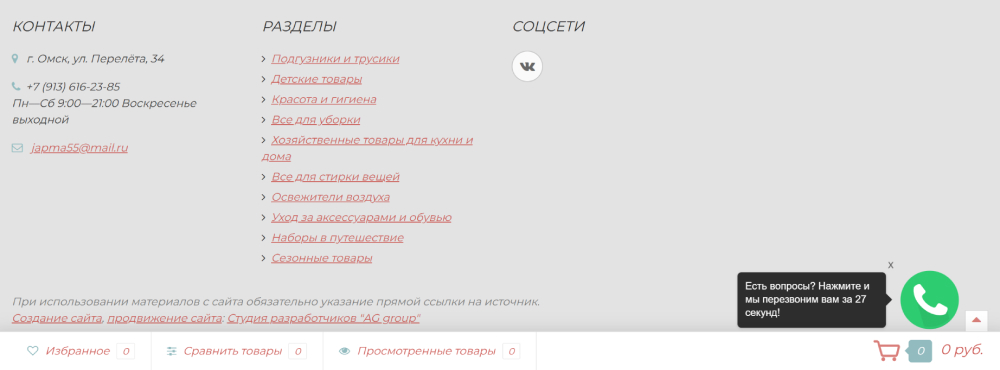 КОНТАКТЫ
г. Омск, ул. Перелёта, 34
+7 (913) 616-23-85
Пн—Сб 9:00—21:00 Воскресенье
выходной
japma55@mail.ru
РАЗДЕЛЫ
Подгузники и трусики
Детские товары
Красота и гигиена
Все для уборки
Хозяйственные товары для кухни и
дома
Все для стирки вещей
Освежители воздуха
Уход за аксессуарами и обувью
Наборы в путешествие
Сезонные товары
СОЦСЕТИ
При использовании материалов с сайта обязательно указание прямой ссылки на источник.
Создание сайта, продвижение сайта: Студия разработчиков "AG group"
x
Есть вопросы? Нажмите и
мы перезвоним вам за 27
секунд!
Избранное 0
Сравнить товары 0
Просмотренные товары 0
0
0 руб.